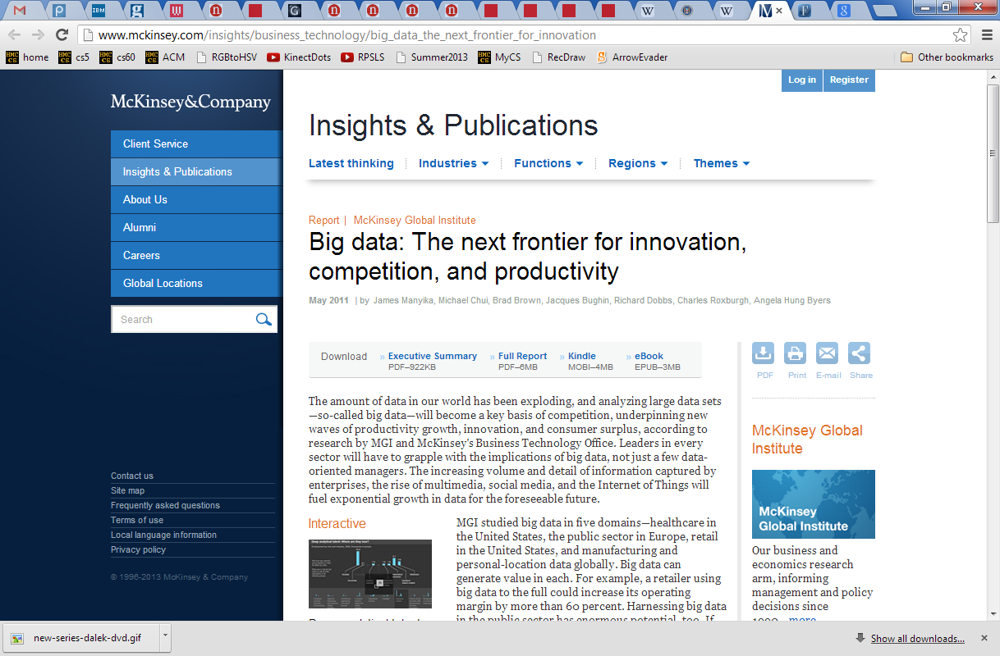 IBM
www.mckinsey.com/insights/business_technology/big_data_the_next_frontier_for_innovation
home cs5 cs60 ACM RGBtoHSV KinectDots RPSLS Summer2013 MyCS RecDraw ArrowEvader Other bookmarks
McKinsey&Company
Client Service
Insights & Publications
About Us
Alumni
Careers
Global Locations
Search
Contact us
Site map
Frequently asked questions
Terms of use
Local language information
Privacy policy
© 1996-2013 McKinsey & Company
Log in Register
Insights & Publications
Latest thinking Industries Functions Regions Themes
Report | McKinsey Global Institute
Big data: The next frontier for innovation,
competition, and productivity
May 2011 | by James Manyika, Michael Chui, Brad Brown, Jacques Bughin, Richard Dobbs, Charles Roxburgh, Angela Hung Byers
Download » Executive Summary » Full Report » Kindle » eBook
PDF–922KB PDF–6MB MOBI–4MB EPUB–3MB
PDF Print E-mail Share
The amount of data in our world has been exploding, and analyzing large data sets
—so-called big data—will become a key basis of competition, underpinning new
waves of productivity growth, innovation, and consumer surplus, according to
research by MGI and McKinsey's Business Technology Office. Leaders in every
sector will have to grapple with the implications of big data, not just a few data-
oriented managers. The increasing volume and detail of information captured by
enterprises, the rise of multimedia, social media, and the Internet of Things will
fuel exponential growth in data for the foreseeable future.
Interactive
Deep analytical talent: Where are they now?
MGI studied big data in five domains—healthcare in
the United States, the public sector in Europe, retail
in the United States, and manufacturing and
personal-location data globally. Big data can
generate value in each. For example, a retailer using
big data to the full could increase its operating
margin by more than 60 percent. Harnessing big data
in the public sector has enormous potential, too. If
McKinsey Global
Institute
McKinsey
Global Institute
Our business and
economics research
arm, informing
management and policy
decisions since
1990. more
new-series-dalek-dvd.gif
Show all downloads...